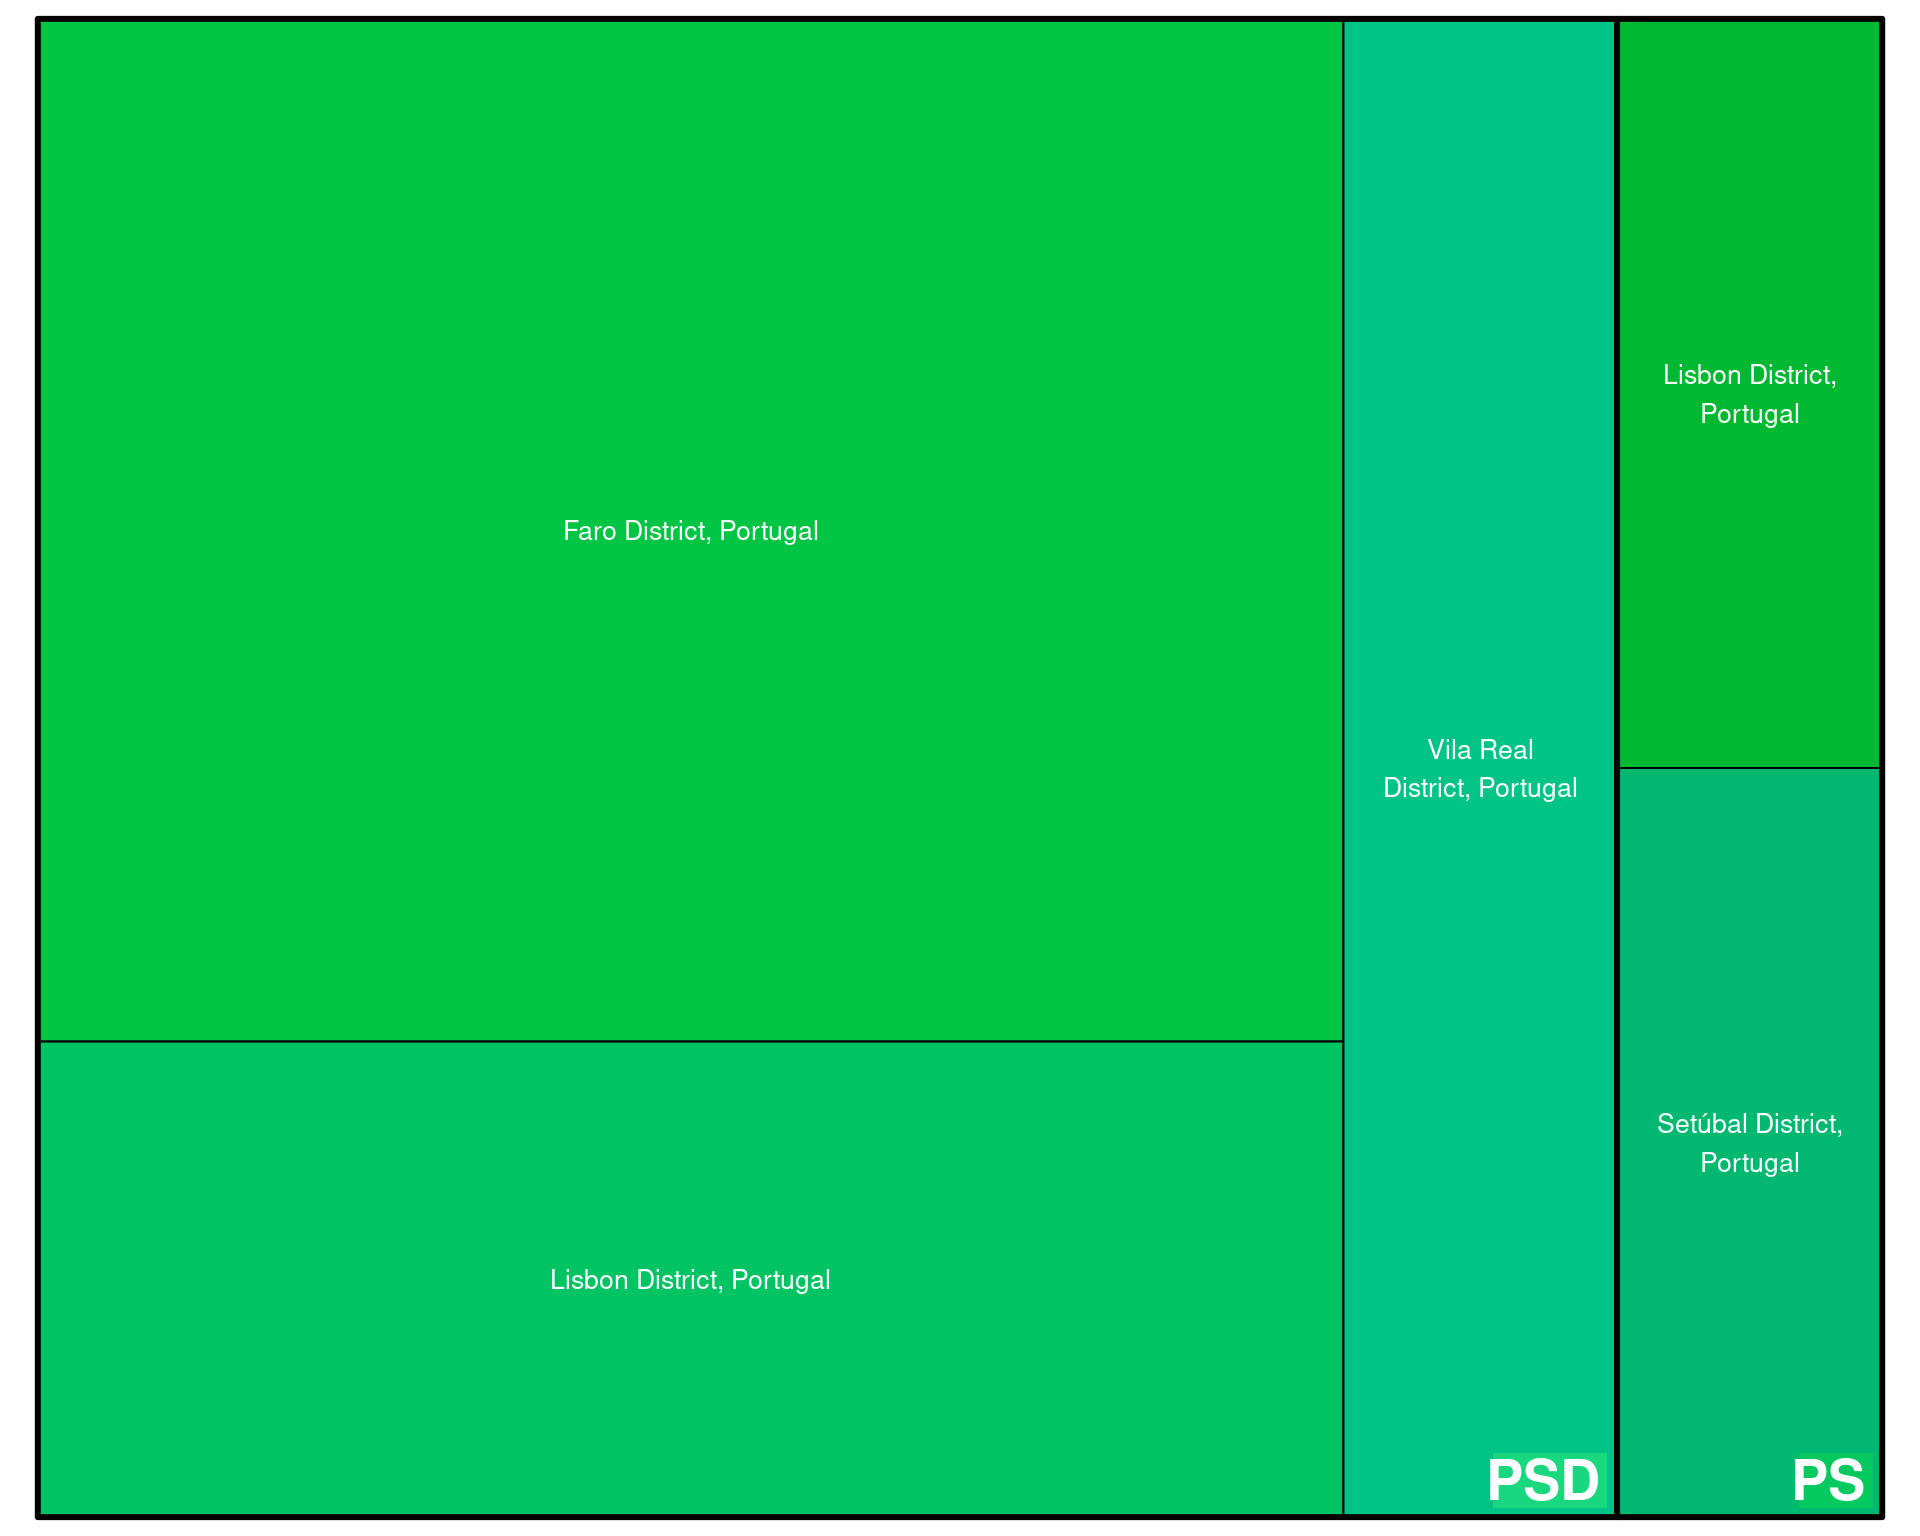 Faro District, Portugal
Lisbon District, Portugal
Vila Real
District, Portugal
PSD
Lisbon District,
Portugal
Setúbal District,
Portugal
PS